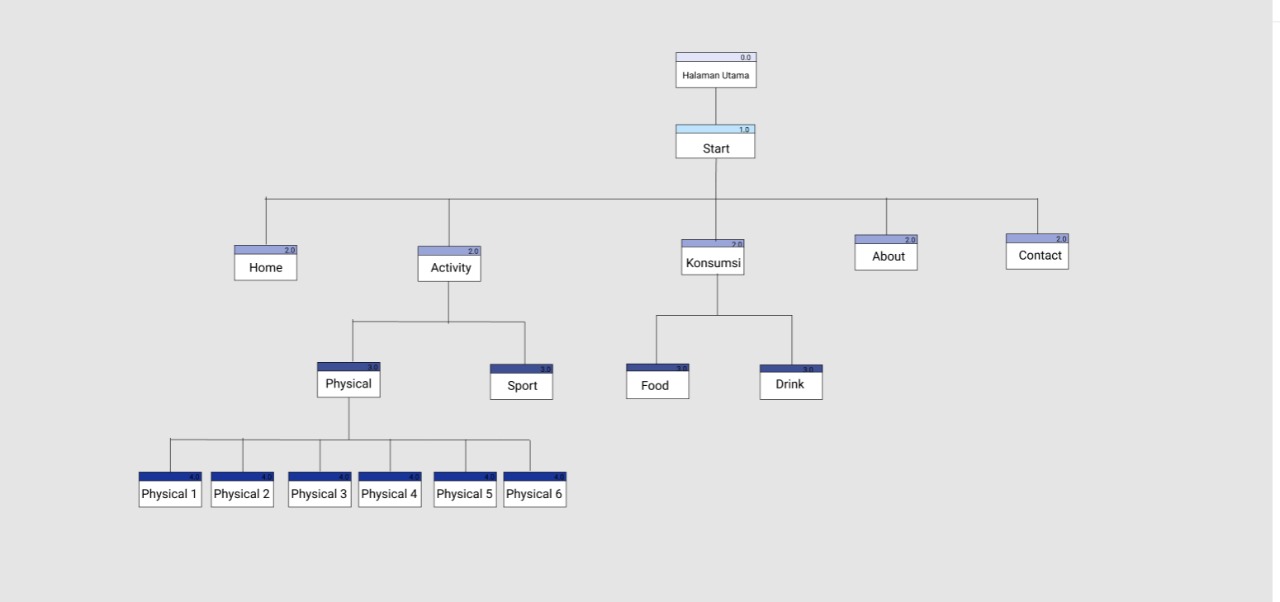 0.0
Halaman Utama
1.0
Start
2.0
Home
2.0
Activity
2.0
Konsumsi
2.0
About
2.0
Contact
3.0
Physical
3.0
Sport
3.0
Food
3.0
Drink
4.0
Physical 1
4.0
Physical 2
4.0
Physical 3
4.0
Physical 4
4.0
Physical 5
4.0
Physical 6